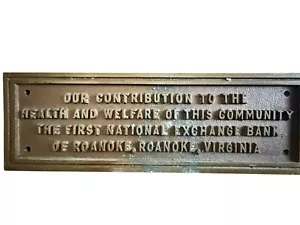 OUR CONTRIBUTION TO THE
HEALTH AND WELFARE OF THIS COMMUNITY
THE FIRST NATIONAL EXCHANGE BANK
OF ROANOKE, ROANOKE, VIRGINIA